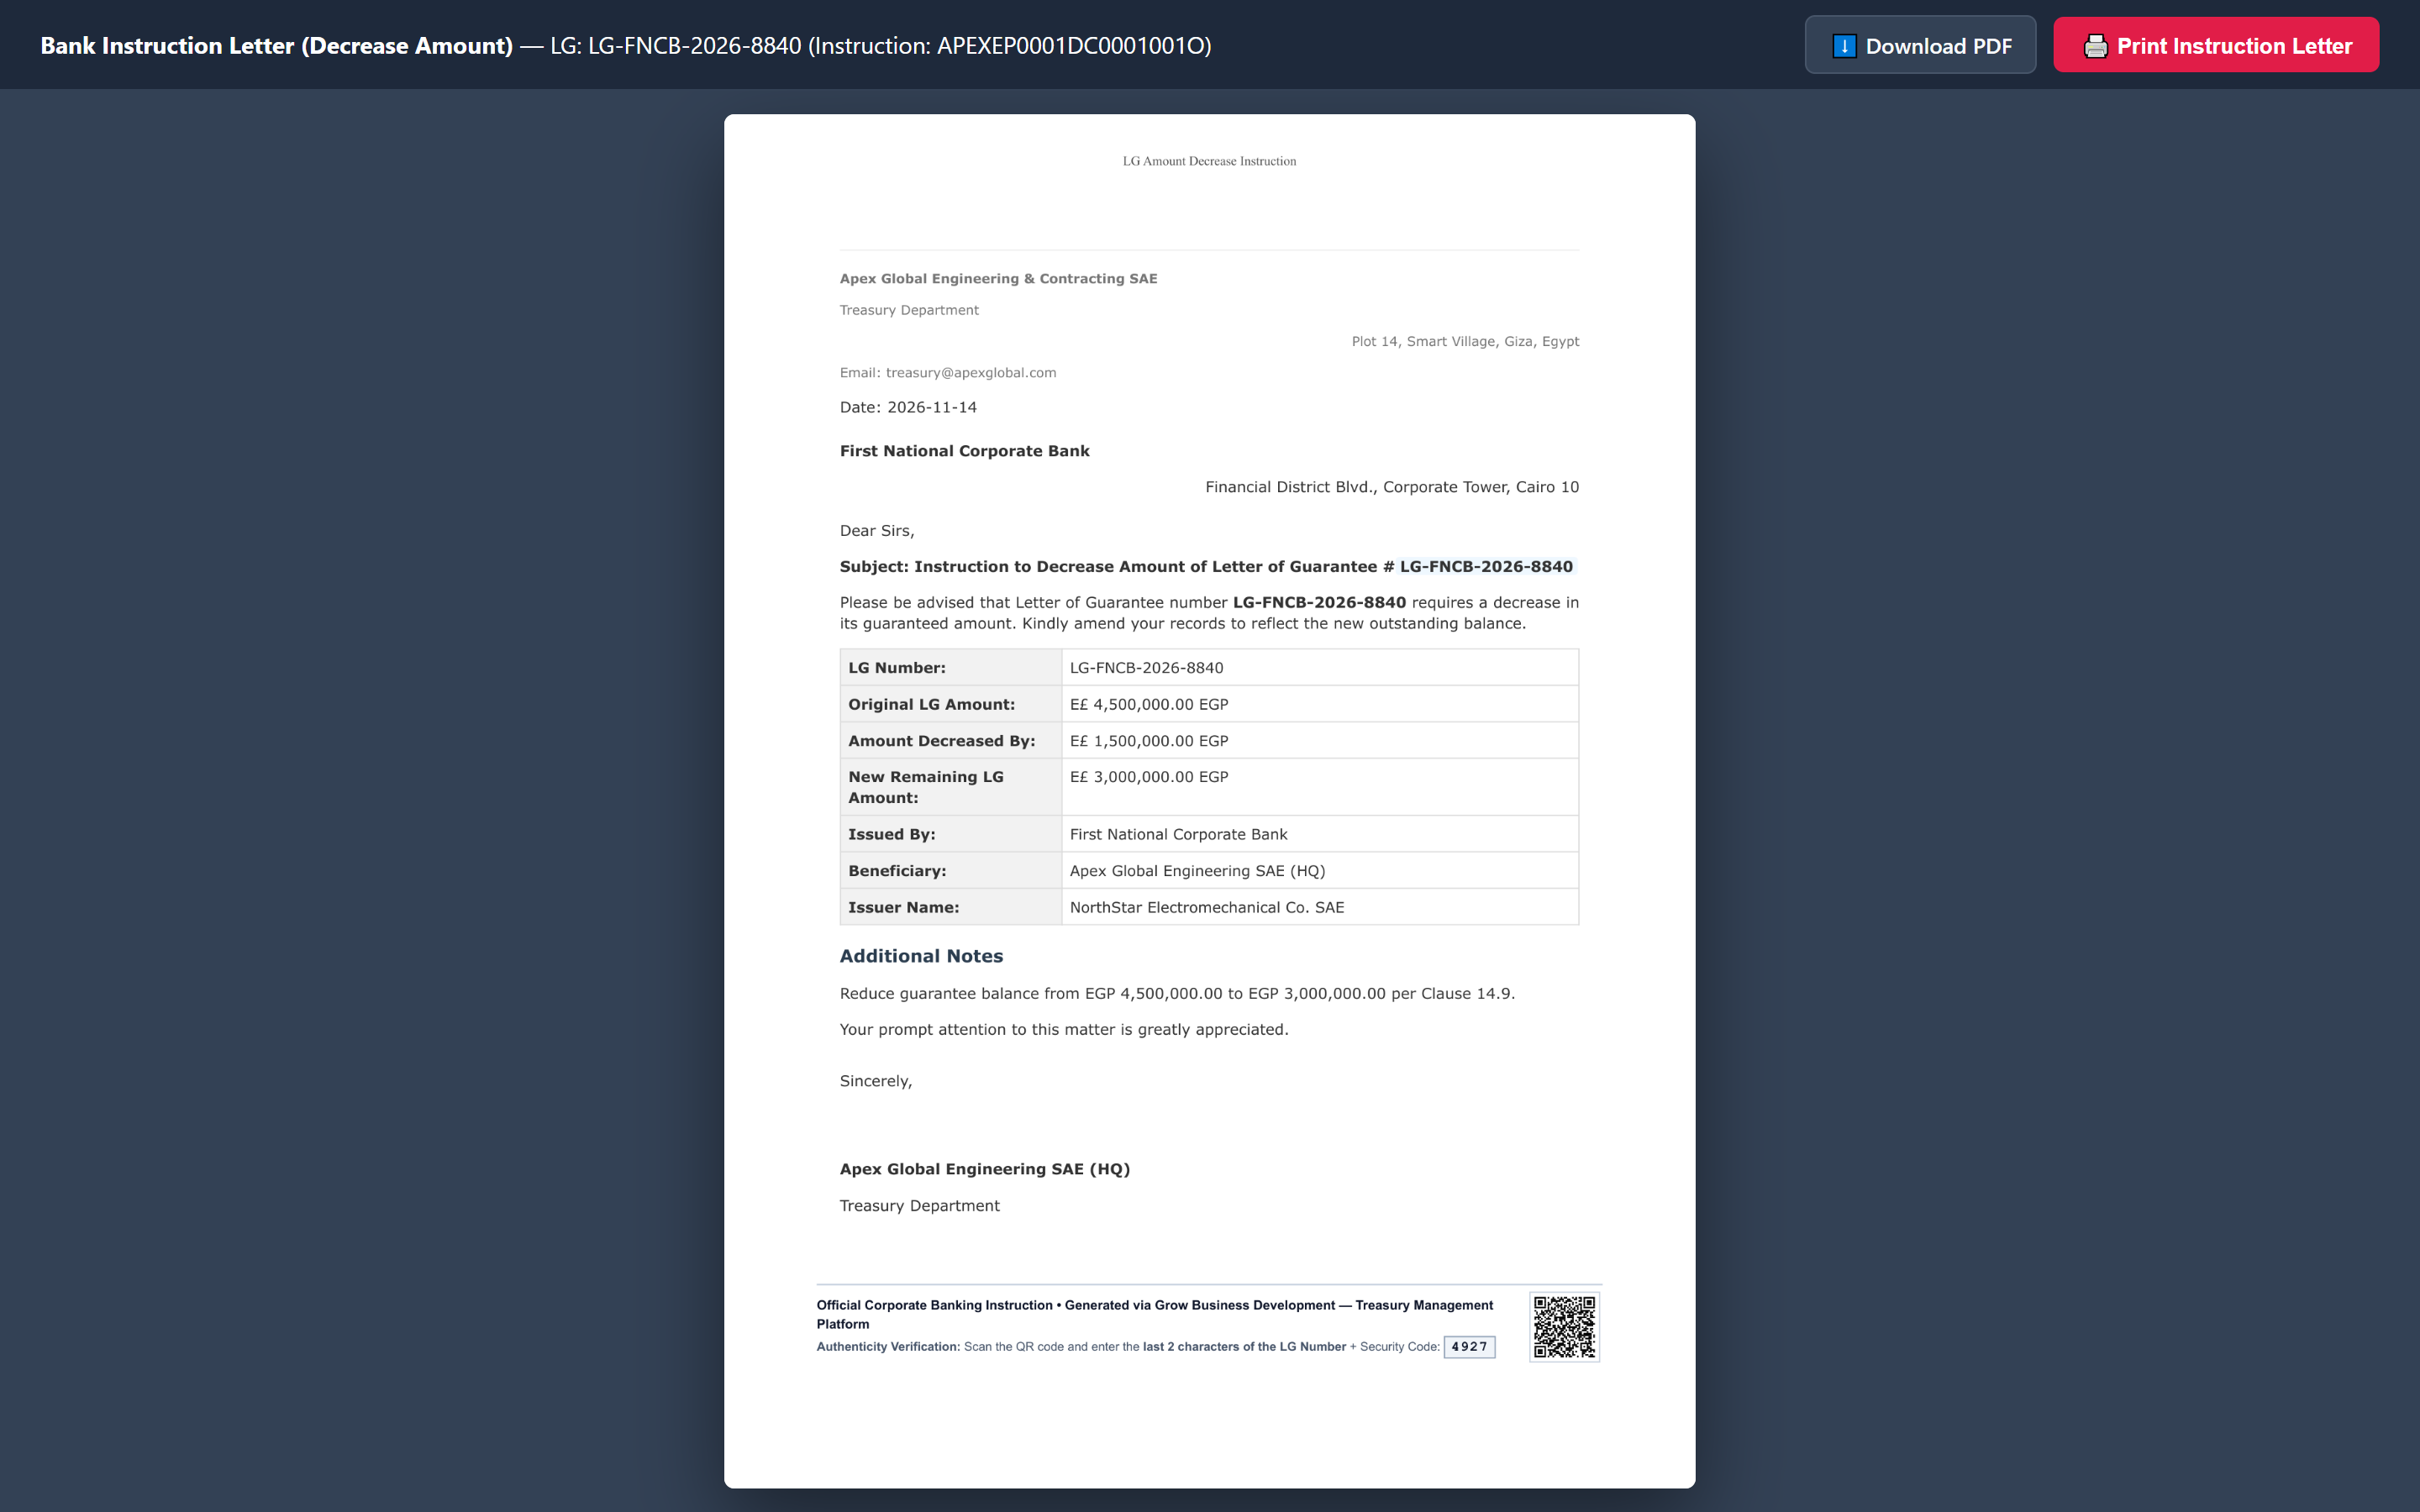 Bank Instruction Letter (Decrease Amount) — LG: LG-FNCB-2026-8840 (Instruction: APEXEP0001DC0001001O)
Download PDF
Print Instruction Letter
LG Amount Decrease Instruction
Apex Global Engineering & Contracting SAE
Treasury Department
Plot 14, Smart Village, Giza, Egypt
Email: treasury@apexglobal.com
Date: 2026-11-14
First National Corporate Bank
Financial District Blvd., Corporate Tower, Cairo 10
Dear Sirs,
Subject: Instruction to Decrease Amount of Letter of Guarantee # LG-FNCB-2026-8840
Please be advised that Letter of Guarantee number LG-FNCB-2026-8840 requires a decrease in
its guaranteed amount. Kindly amend your records to reflect the new outstanding balance.
LG Number: LG-FNCB-2026-8840
Original LG Amount: E£ 4,500,000.00 EGP
Amount Decreased By: E£ 1,500,000.00 EGP
New Remaining LG E£ 3,000,000.00 EGP
Amount:
Issued By: First National Corporate Bank
Beneficiary: Apex Global Engineering SAE (HQ)
Issuer Name: NorthStar Electromechanical Co. SAE
Additional Notes
Reduce guarantee balance from EGP 4,500,000.00 to EGP 3,000,000.00 per Clause 14.9.
Your prompt attention to this matter is greatly appreciated.
Sincerely,
Apex Global Engineering SAE (HQ)
Treasury Department
Official Corporate Banking Instruction • Generated via Grow Business Development — Treasury Management
Platform
Authenticity Verification: Scan the QR code and enter the last 2 characters of the LG Number + Security Code: 4927